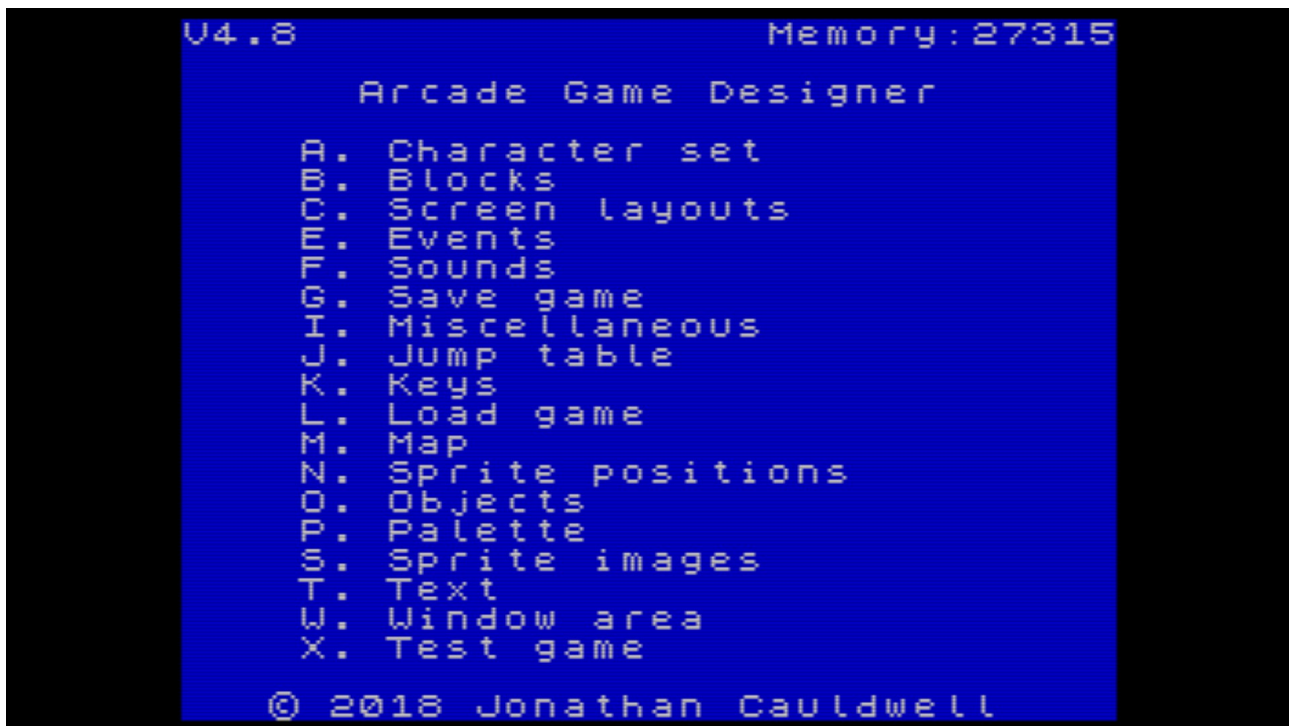 V4.8 Memory:27315
Arcade Game Designer
A. Character set
B. Blocks
C. Screen layouts
E. Events
F. Sounds
G. Save game
I. Miscellaneous
J. Jump table
K. Keys
L. Load game
M. Map
N. Sprite positions
O. Objects
P. Palette
S. Sprite images
T. Text
W. Window area
X. Test game
© 2018 Jonathan Cauldwell